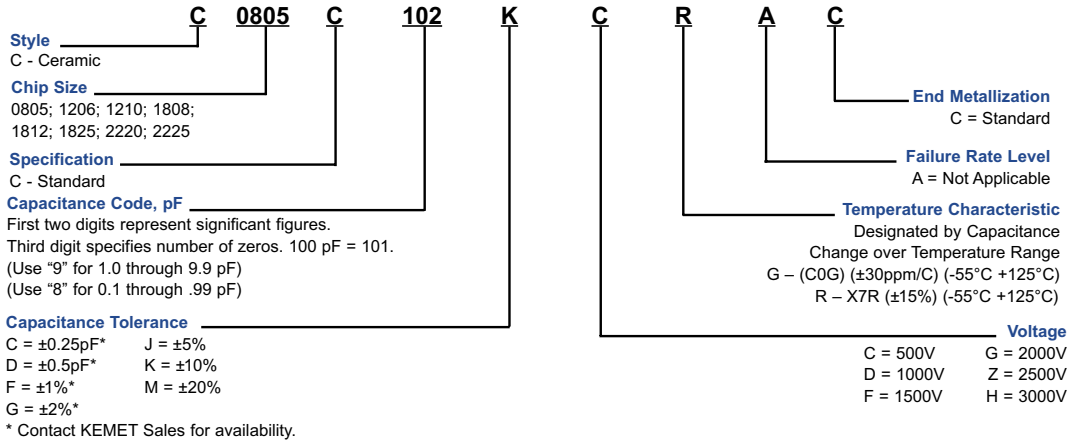 C 0805 C 102 K C R A C
Style
C - Ceramic
Chip Size
0805; 1206; 1210; 1808;
1812; 1825; 2220; 2225
Specification
C - Standard
Capacitance Code, pF
First two digits represent significant figures.
Third digit specifies number of zeros. 100 pF = 101.
(Use “9” for 1.0 through 9.9 pF)
(Use “8” for 0.1 through .99 pF)
Capacitance Tolerance
C = ±0.25pF* J = ±5%
D = ±0.5pF* K = ±10%
F = ±1%* M = ±20%
G = ±2%*
* Contact KEMET Sales for availability.
End Metallization
C = Standard
Failure Rate Level
A = Not Applicable
Temperature Characteristic
Designated by Capacitance
Change over Temperature Range
G – (C0G) (±30ppm/C) (-55°C +125°C)
R – X7R (±15%) (-55°C +125°C)
Voltage
C = 500V G = 2000V
D = 1000V Z = 2500V
F = 1500V H = 3000V